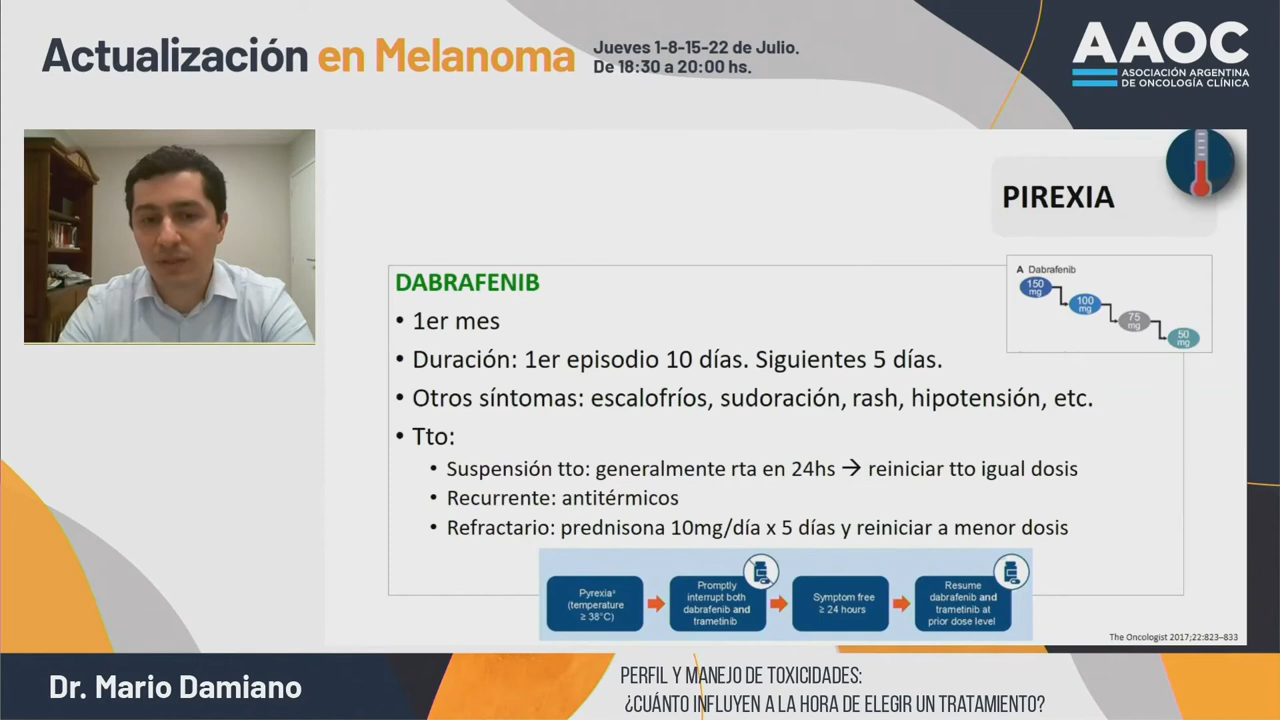 Actualización en Melanoma
Jueves 1-8-15-22 de Julio.
De 18:30 a 20:00 hs.
AAOC
ASOCIACIÓN ARGENTINA
DE ONCOLOGÍA CLÍNICA
PIREXIA
A Dabrafenib
150
mg
100
mg
75
mg
50
mg
DABRAFENIB
• 1er mes
• Duración: 1er episodio 10 días. Siguientes 5 días.
• Otros síntomas: escalofríos, sudoración, rash, hipotensión, etc.
• Tto:
• Suspensión tto: generalmente rta en 24hs → reiniciar tto igual dosis
• Recurrente: antitérmicos
• Refractario: prednisona 10mg/día x 5 días y reiniciar a menor dosis
Pyrexiaª
(temperature
≥ 38°C)
Promptly
interrupt both
dabrafenib and
trametinib
Symptom free
≥ 24 hours
Resume
dabrafenib and
trametinib at
prior dose level
The Oncologist 2017;22:823–833
Dr. Mario Damiano
PERFIL Y MANEJO DE TOXICIDADES:
¿CUÁNTO INFLUYEN A LA HORA DE ELEGIR UN TRATAMIENTO?